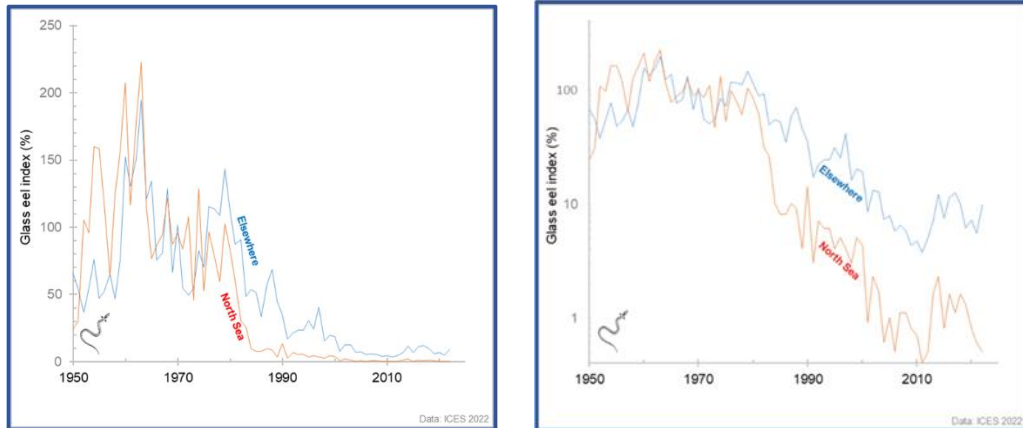 250
200
150
100
50
0
Glass eel index (%)
Elsewhere
North Sea
1950 1970 1990 2010
Data: ICES 2022
100
10
1
Glass eel index (%)
Elsewhere
North Sea
1950 1970 1990 2010
Data: ICES 2022